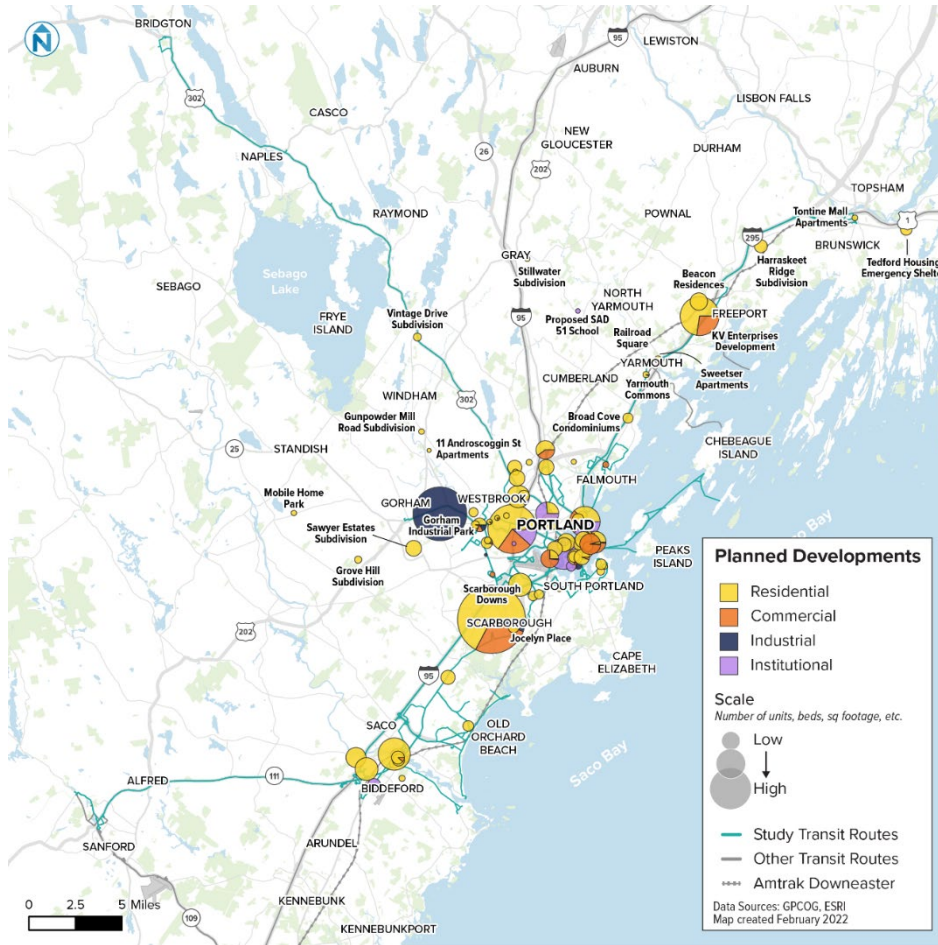 BRIDGTON
N
95
LEWISTON
AUBURN
302
CASCO
LISBON FALLS
NEW
GLOUCESTER
DURHAM
26
NAPLES
202
TOPSHAM
RAYMOND
POWNAL
Tontine Mall
Apartments
1
295
BRUNSWICK
GRAY
Stillwater
Subdivision
Harraskeet
Ridge
Subdivision
Tedford Housing
Emergency Shelte
Sebago
Lake
SEBAGO
Beacon
Residences
NORTH
YARMOUTH
FRYE
ISLAND
Vintage Drive
Subdivision
95
Proposed SAD
51 School
FREEPORT
Railroad
Square
KV Enterprises
Development
YARMOUTH
CUMBERLAND
Sweetser
Apartments
Yarmouth
Commons
WINDHAM
302
Gunpowder Mill
Road Subdivision
Broad Cove
Condominiums
CHEBEAGUE
ISLAND
25
STANDISH
11 Androscoggin St
Apartments
FALMOUTH
Mobile Home
Park
GORHAM
WESTBROOK
Gorham
Industrial Park
PORTLAND
Sawyer Estates
Subdivision
PEAKS
ISLAND
Grove Hill
Subdivision
SOUTH PORTLAND
Scarborough
Downs
SCARBOROUGH
Jocelyn Place
202
CAPE
ELIZABETH
95
SACO
OLD
ORCHARD
BEACH
Saco Bay
ALFRED
111
BIDDEFORD
SANFORD
ARUNDEL
KENNEBUNK
109
KENNEBUNKPORT
0 2.5 5 Miles
Bay
Planned Developments
Residential
Commercial
Industrial
Institutional
Scale
Number of units, beds, sq footage, etc.
Low
High
Study Transit Routes
Other Transit Routes
Amtrak Downeaster
Data Sources: GPCOG, ESRI
Map created February 2022